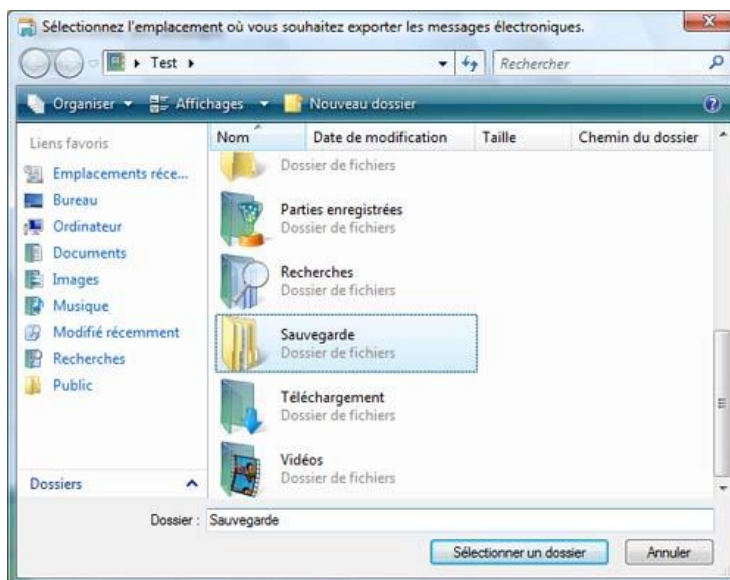 Sélectionnez l'emplacement où vous souhaitez exporter les messages électroniques.
Test
Rechercher
Organiser
Affichages
Nouveau dossier
Liens favoris
Emplacements réce...
Bureau
Ordinateur
Documents
Images
Musique
Modifié récemment
Recherches
Public
Dossiers
Nom
Date de modification
Taille
Chemin du dossier
Dossier de fichiers
Parties enregistrées
Dossier de fichiers
Recherches
Dossier de fichiers
Sauvegarde
Dossier de fichiers
Téléchargement
Dossier de fichiers
Vidéos
Dossier de fichiers
Dossier : Sauvegarde
Sélectionner un dossier
Annuler